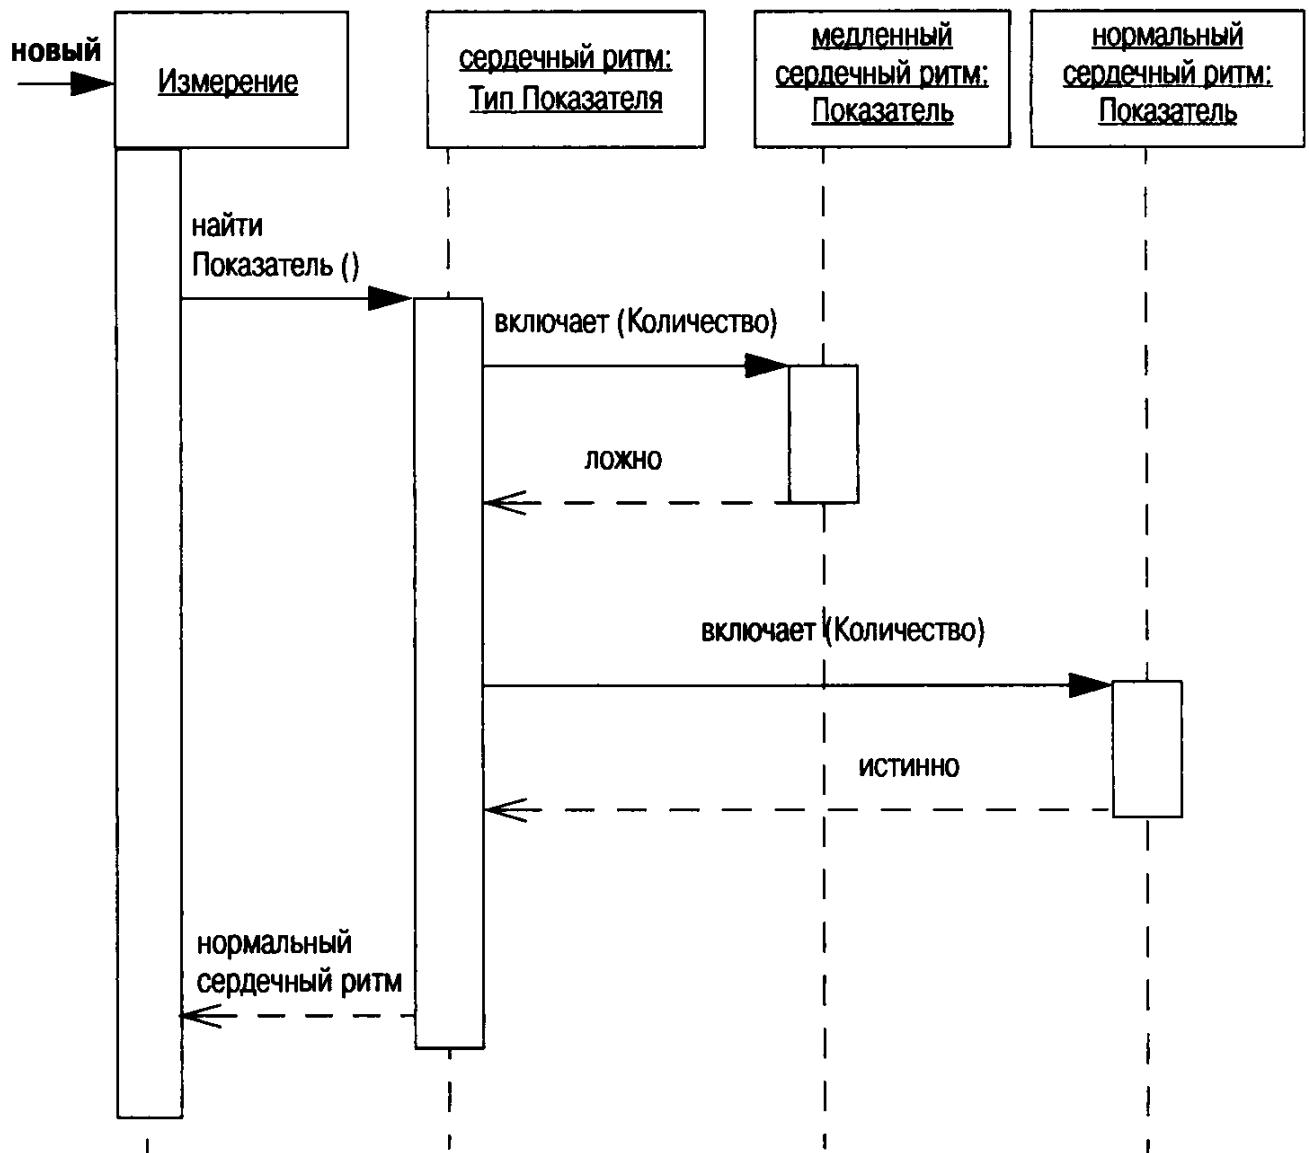 новый
Измерение
сердечный ритм:
Тип Показателя
медленный
сердечный ритм:
Показатель
нормальный
сердечный ритм:
Показатель
найти
Показатель ()
включает (Количество)
ложно
включает (Количество)
истинно
нормальный
сердечный ритм